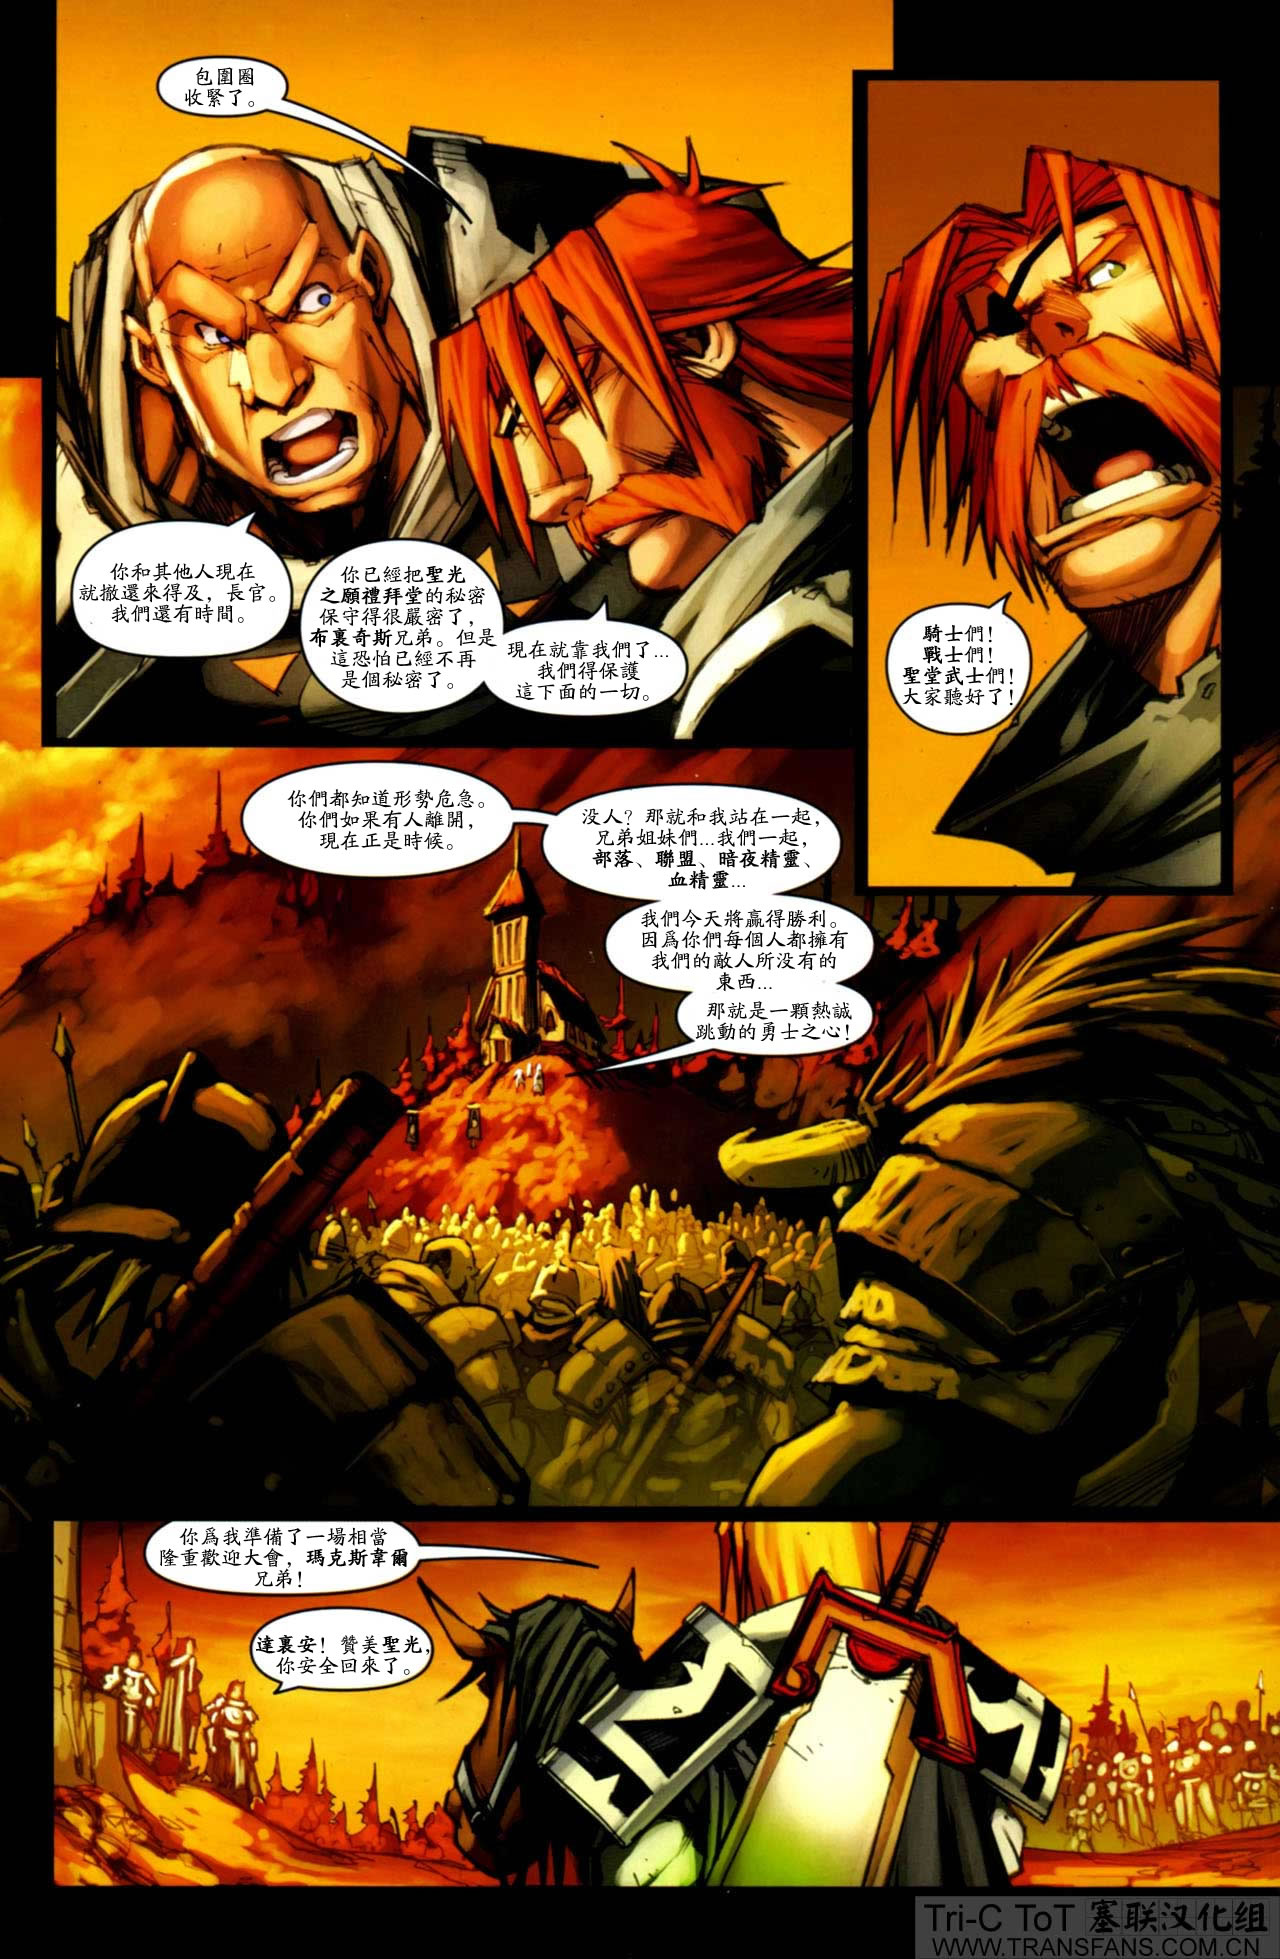 包圍圈
收緊了。
你和其他人現在
就撤還來得及，長官。
我們還有時間。
你已經把聖光
之願禮拜堂的秘密
保守得很嚴密了，
布裏奇斯兄弟。但是
這恐怕已經不再
是個秘密了。
現在就靠我們了...
我們得保護
這下面的一切。
騎士們！
戰士們！
聖堂武士們！
大家聽好了！
你們都知道形勢危急。
你們如果有人離開，
現在正是時候。
没人？那就和我站在一起，
兄弟姐妹們...我們一起，
部落、聯盟、暗夜精靈、
血精靈...
我們今天將贏得勝利。
因爲你們每個人都擁有
我們的敵人所没有的
東西...
那就是一顆熱誠
跳動的勇士之心！
你爲我準備了一場相當
隆重歡迎大會，瑪克斯韋爾
兄弟！
達裏安！贊美聖光，
你安全回來了。
Tri-C ToT 塞联汉化组
WWW.TRANSFANS.COM.CN